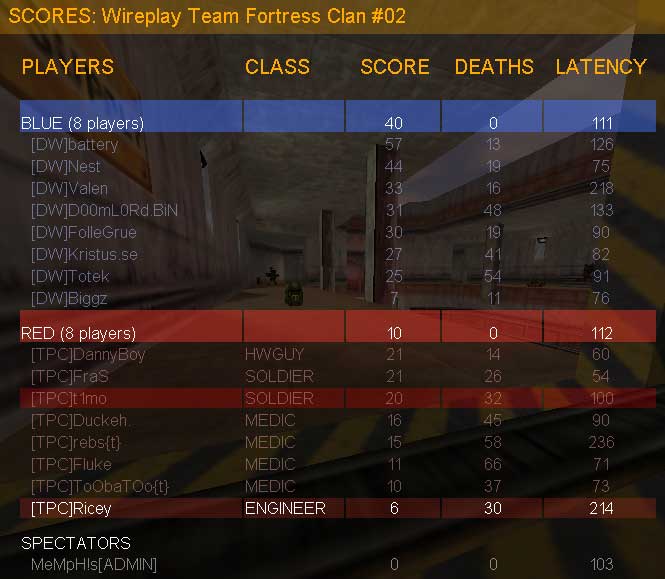 SCORES: Wireplay Team Fortress Clan #02
PLAYERS CLASS SCORE DEATHS LATENCY
BLUE (8 players) 40 0 111
[DW]battery 57 13 126
[DW]Nest 44 19 75
[DW]Valen 33 16 218
[DW]D00mL0Rd.BiN 31 48 133
[DW]FolleGrue 30 19 90
[DW]Kristus.se 27 41 82
[DW]Totek 25 54 91
[DW]Biggz 7 11 76
RED (8 players) 10 0 112
[TPC]DannyBoy HWGUY 21 14 60
[TPC]FraS SOLDIER 21 26 54
[TPC]t1mo SOLDIER 20 32 100
[TPC]Duckeh. MEDIC 16 45 90
[TPC]rebs{t} MEDIC 15 58 236
[TPC]Fluke MEDIC 11 66 71
[TPC]ToObaTOo{t} MEDIC 10 37 73
[TPC]Ricey ENGINEER 6 30 214
SPECTATORS
MeMpH!s[ADMIN] 0 0 103